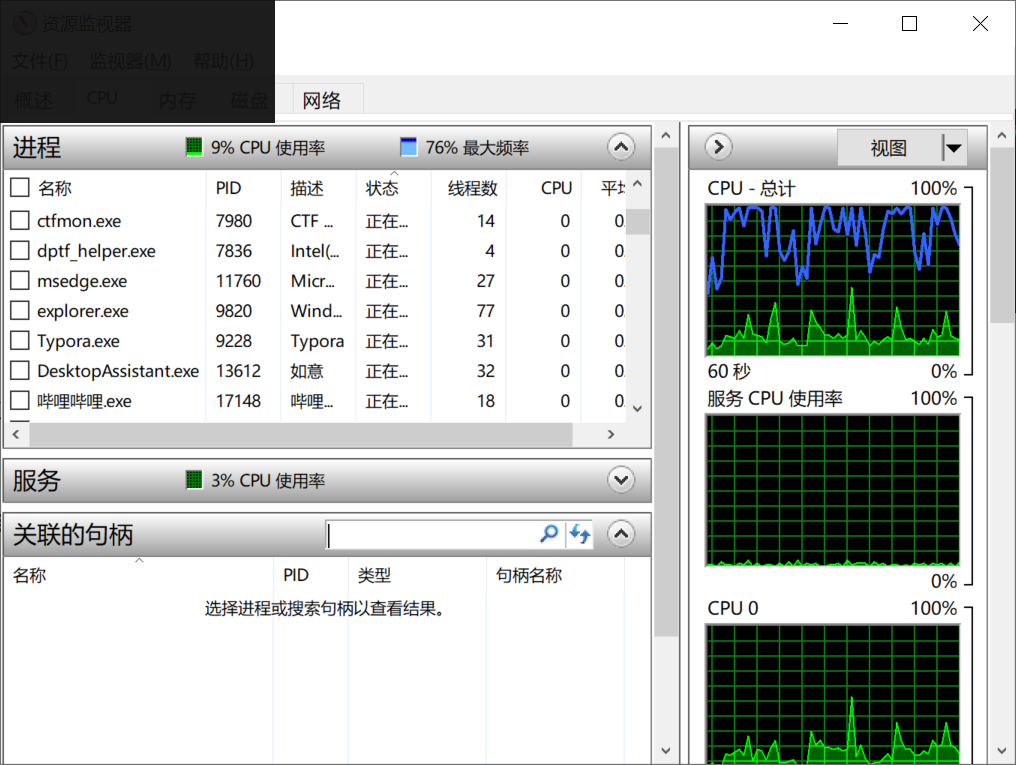 资源监视器
文件(F) 监视器(M) 帮助(H)
概述 CPU 内存 磁盘 网络
进程 9% CPU 使用率 76% 最大频率
名称 PID 描述 状态 线程数 CPU 平均
ctfmon.exe 7980 CTF ... 正在... 14 0 0.
dptf_helper.exe 7836 Intel(... 正在... 4 0 0.
msedge.exe 11760 Micr... 正在... 27 0 0.
explorer.exe 9820 Wind... 正在... 77 0 0.
Typora.exe 9228 Typora 正在... 31 0 0.
DesktopAssistant.exe 13612 如意 正在... 32 0 0.
哔哩哔哩.exe 17148 哔哩... 正在... 18 0 0.
服务 3% CPU 使用率
关联的句柄
名称 PID 类型 句柄名称
选择进程或搜索句柄以查看结果。
视图
CPU - 总计 100%
60 秒 0%
服务 CPU 使用率 100%
0%
CPU 0 100%